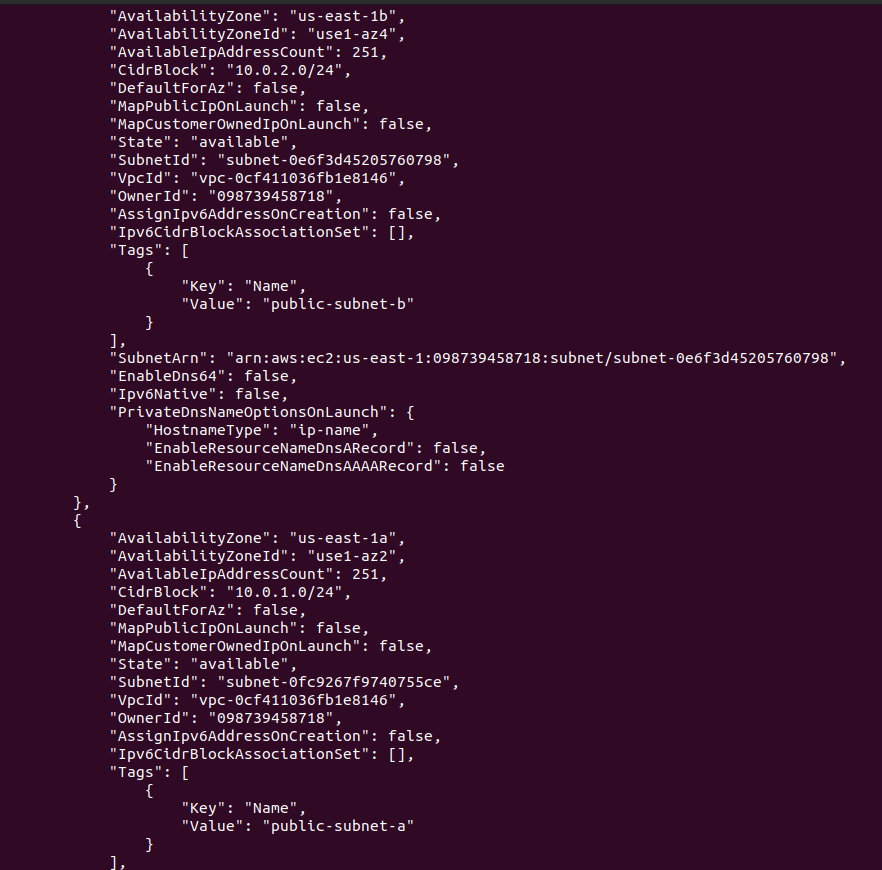 "AvailabilityZone": "us-east-1b",
"AvailabilityZoneId": "use1-az4",
"AvailableIpAddressCount": 251,
"CidrBlock": "10.0.2.0/24",
"DefaultForAz": false,
"MapPublicIpOnLaunch": false,
"MapCustomerOwnedIpOnLaunch": false,
"State": "available",
"SubnetId": "subnet-0e6f3d45205760798",
"VpcId": "vpc-0cf411036fb1e8146",
"OwnerId": "098739458718",
"AssignIpv6AddressOnCreation": false,
"Ipv6CidrBlockAssociationSet": [],
"Tags": [
{
"Key": "Name",
"Value": "public-subnet-b"
}
],
"SubnetArn": "arn:aws:ec2:us-east-1:098739458718:subnet/subnet-0e6f3d45205760798",
"EnableDns64": false,
"Ipv6Native": false,
"PrivateDnsNameOptionsOnLaunch": {
"HostnameType": "ip-name",
"EnableResourceNameDnsARecord": false,
"EnableResourceNameDnsAAAARecord": false
}
},
{
"AvailabilityZone": "us-east-1a",
"AvailabilityZoneId": "use1-az2",
"AvailableIpAddressCount": 251,
"CidrBlock": "10.0.1.0/24",
"DefaultForAz": false,
"MapPublicIpOnLaunch": false,
"MapCustomerOwnedIpOnLaunch": false,
"State": "available",
"SubnetId": "subnet-0fc9267f9740755ce",
"VpcId": "vpc-0cf411036fb1e8146",
"OwnerId": "098739458718",
"AssignIpv6AddressOnCreation": false,
"Ipv6CidrBlockAssociationSet": [],
"Tags": [
{
"Key": "Name",
"Value": "public-subnet-a"
}
],